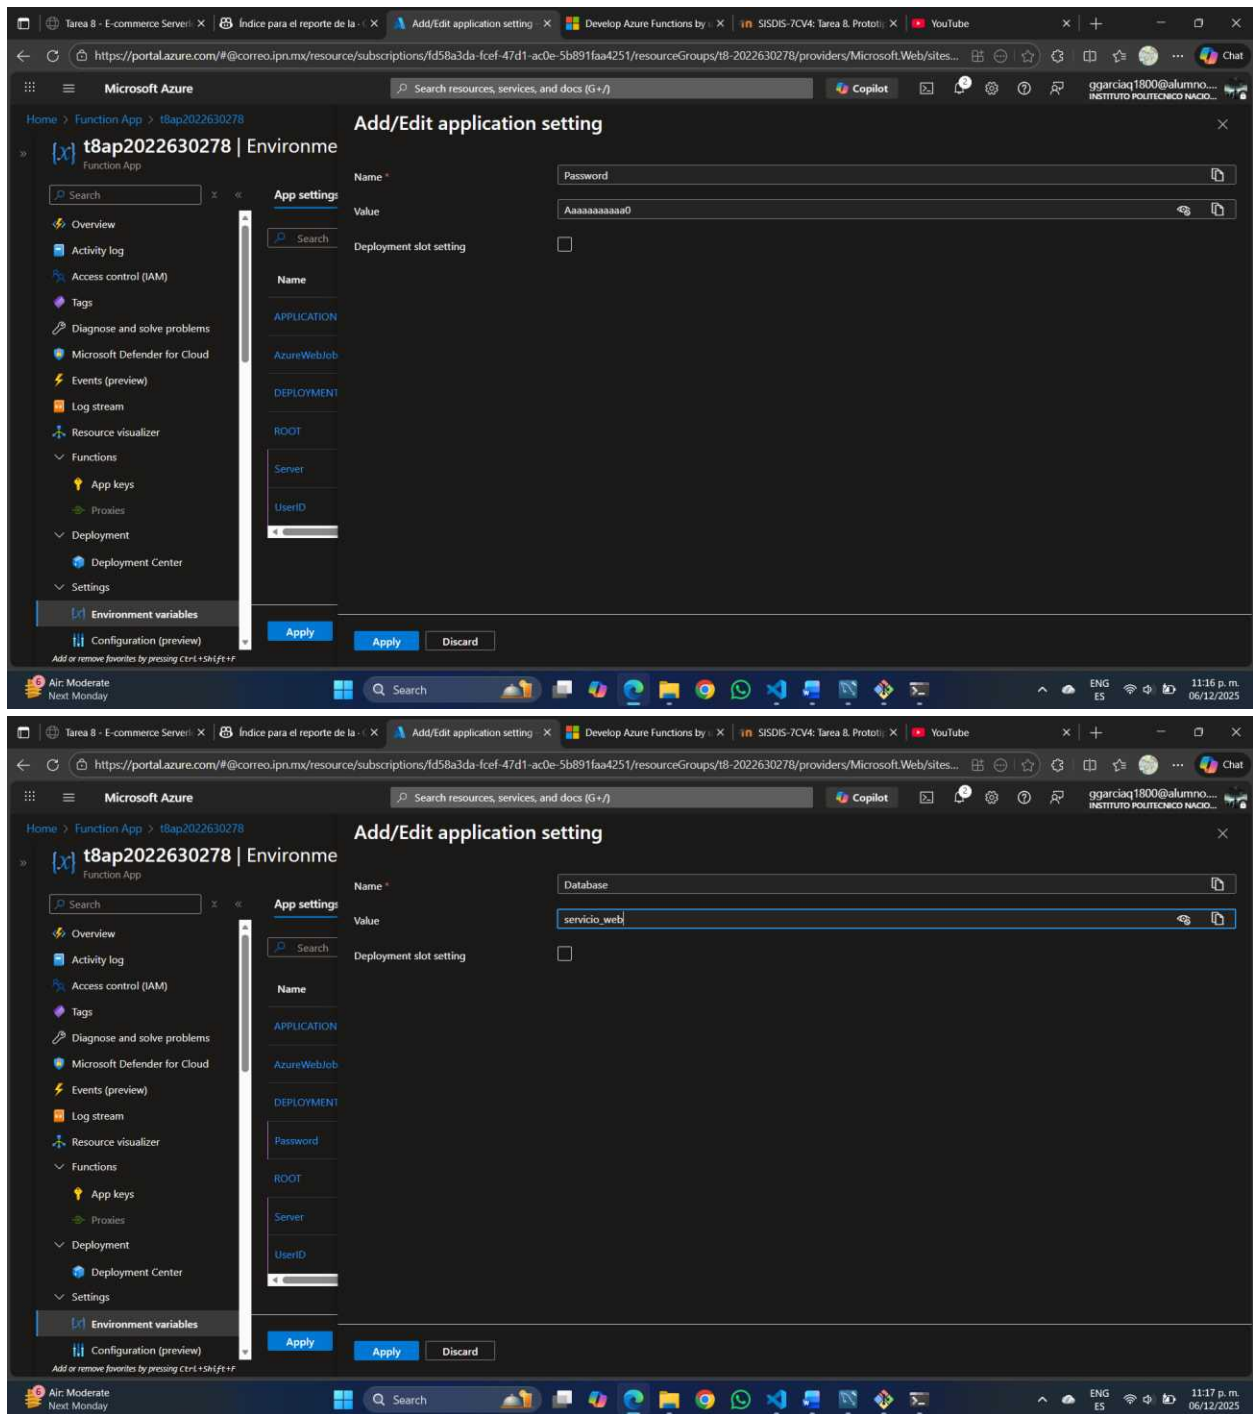 Tarea 8 - E-commerce Serverl
Índice para el reporte de la -
Add/Edit application setting -
Develop Azure Functions by
SISDIS-7CV4: Tarea 8. Prototip
YouTube
https://portal.azure.com/#@correo.ipn.mx/resource/subscriptions/fd58a3da-fcef-47d1-ac0e-5b891faa4251/resourceGroups/t8-2022630278/providers/Microsoft.Web/sites...
Chat
Microsoft Azure
Search resources, services, and docs (G+/)
Copilot
2
ggarciaq1800@alumno....
INSTITUTO POLITECNICO NACIO...
Home > Function App > t8ap2022630278
t8ap2022630278 | Environme
Function App
Search
Overview
Activity log
Access control (IAM)
Tags
Diagnose and solve problems
Microsoft Defender for Cloud
Events (preview)
Log stream
Resource visualizer
Functions
App keys
Proxies
Deployment
Deployment Center
Settings
Environment variables
Configuration (preview)
Add or remove favorites by pressing Ctrl+Shift+F
App settings
Search
Name
APPLICATION
AzureWebJob
DEPLOYMENT
ROOT
Server
UserID
Apply
Add/Edit application setting
Name *
Password
Value
Aaaaaaaaaaa0
Deployment slot setting
Apply
Discard
6
Air: Moderate
Next Monday
Search
ENG
ES
11:16 p. m.
06/12/2025
Tarea 8 - E-commerce Serverl
Índice para el reporte de la -
Add/Edit application setting -
Develop Azure Functions by
SISDIS-7CV4: Tarea 8. Prototip
YouTube
https://portal.azure.com/#@correo.ipn.mx/resource/subscriptions/fd58a3da-fcef-47d1-ac0e-5b891faa4251/resourceGroups/t8-2022630278/providers/Microsoft.Web/sites...
Chat
Microsoft Azure
Search resources, services, and docs (G+/)
Copilot
2
ggarciaq1800@alumno....
INSTITUTO POLITECNICO NACIO...
Home > Function App > t8ap2022630278
t8ap2022630278 | Environme
Function App
Search
Overview
Activity log
Access control (IAM)
Tags
Diagnose and solve problems
Microsoft Defender for Cloud
Events (preview)
Log stream
Resource visualizer
Functions
App keys
Proxies
Deployment
Deployment Center
Settings
Environment variables
Configuration (preview)
Add or remove favorites by pressing Ctrl+Shift+F
App settings
Search
Name
APPLICATION
AzureWebJob
DEPLOYMENT
Password
ROOT
Server
UserID
Apply
Add/Edit application setting
Name *
Database
Value
servicio_web
Deployment slot setting
Apply
Discard
6
Air: Moderate
Next Monday
Search
ENG
ES
11:17 p. m.
06/12/2025